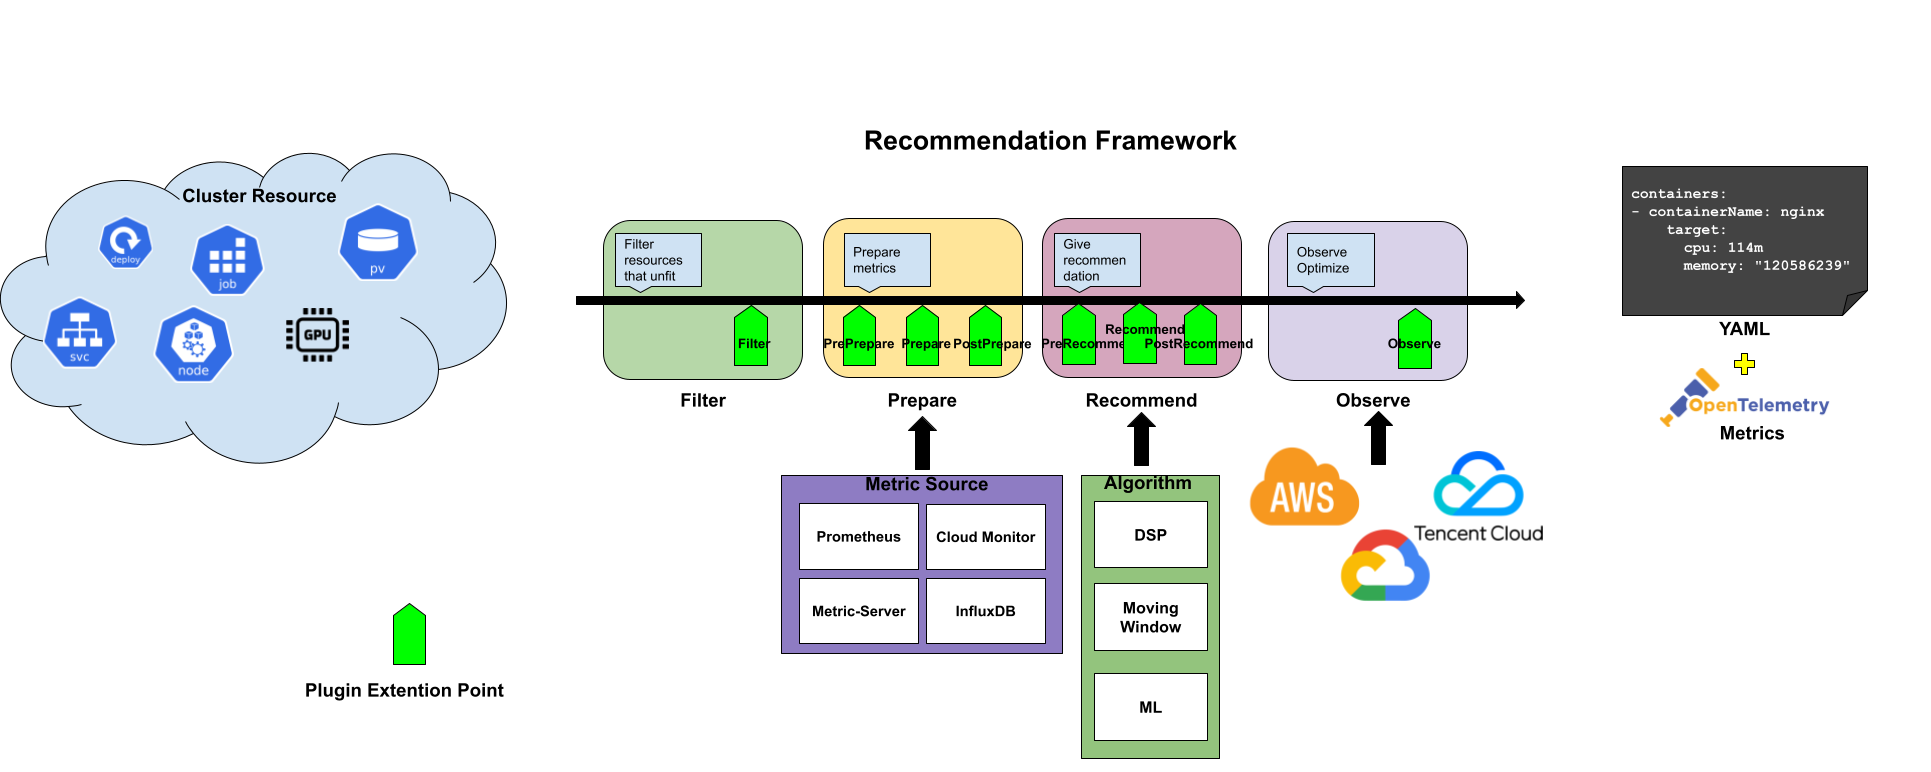 Recommendation Framework
Cluster Resource
deploy
job
pv
svc
node
GPU
Filter
resources
that unfit
Prepare
metrics
Give
recommen
dation
Observe
Optimize
Filter
PrePrepare
Prepare
PostPrepare
PreRecomme
Recommend
PostRecommend
Observe
Filter
Prepare
Recommend
Observe
Metric Source
Prometheus
Cloud Monitor
Metric-Server
InfluxDB
Algorithm
DSP
Moving
Window
ML
AWS
Tencent Cloud
containers:
- containerName: nginx
target:
cpu: 114m
memory: "120586239"
YAML
OpenTelemetry
Metrics
Plugin Extention Point